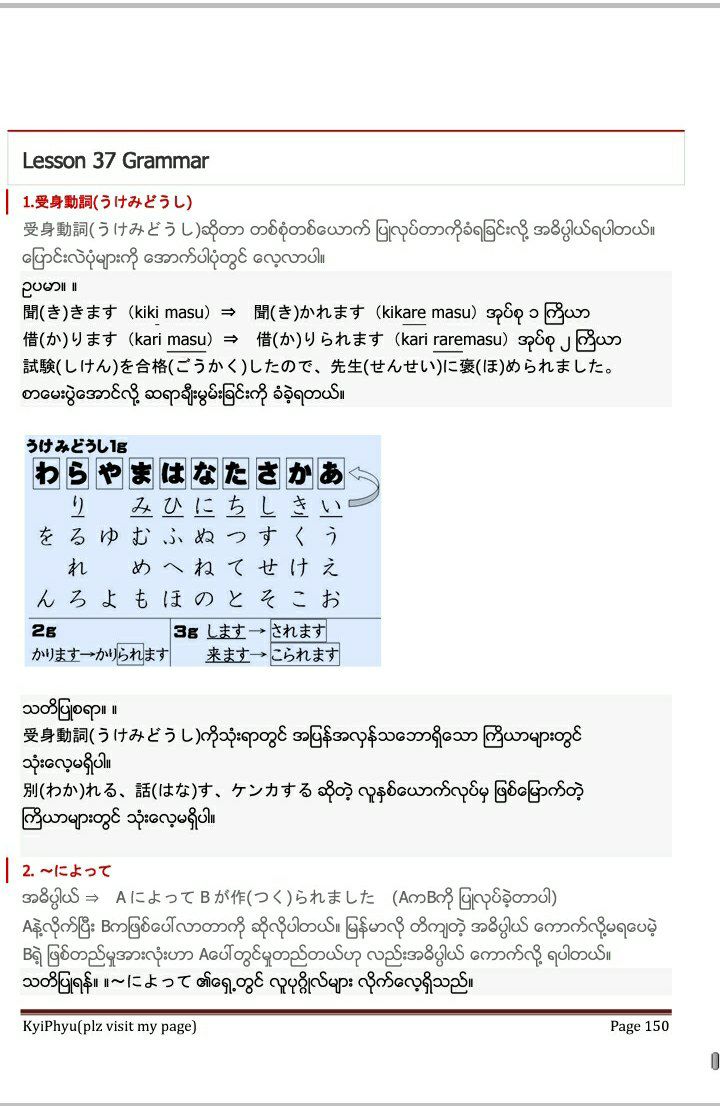 Lesson 37 Grammar
1.受身動詞(うけみどうし)
受身動詞(うけみどうし)ဆိုတာ တစ်စုံတစ်ယောက် ပြုလုပ်တာကိုခံရခြင်းလို့ အဓိပ္ပါယ်ရပါတယ်။
ပြောင်းလဲပုံများကို အောက်ပါပုံတွင် လေ့လာပါ။
ဥပမာ။ ။
聞(き)きます（kiki masu）⇒　聞(き)かれます（kikare masu）အုပ်စု ၁ ကြိယာ
借(か)ります（kari masu）⇒　借(か)りられます（kari raremasu）အုပ်စု ၂ ကြိယာ
試験(しけん)を合格(ごうかく)したので、先生(せんせい)に褒(ほ)められました。
စာမေးပွဲအောင်လို့ ဆရာချီးမွမ်းခြင်းကို ခံခဲ့ရတယ်။
うけみどうし1g
わ ら や ま は な た さ か あ
り み ひ に ち し き い
を る ゆ む ふ ぬ つ す く う
れ め へ ね て せ け え
ん ろ よ も ほ の と そ こ お
2g 3g します→されます
かります→かりられます 来ます→こられます
သတိပြုစရာ။ ။
受身動詞(うけみどうし)ကိုသုံးရာတွင် အပြန်အလှန်သဘောရှိသော ကြိယာများတွင်
သုံးလေ့မရှိပါ။
別(わか)れる、話(はな)す、ケンカする ဆိုတဲ့ လူနှစ်ယောက်လုပ်မှ ဖြစ်မြောက်တဲ့
ကြိယာများတွင် သုံးလေ့မရှိပါ။
2. ～によって
အဓိပ္ပါယ် ⇒　A によって B が作(つく)られました　(AကBကို ပြုလုပ်ခဲ့တာပါ)
Aနဲ့လိုက်ပြီး Bကဖြစ်ပေါ်လာတာကို ဆိုလိုပါတယ်။ မြန်မာလို တိကျတဲ့ အဓိပ္ပါယ် ကောက်လို့မရပေမဲ့
Bရဲ့ ဖြစ်တည်မှုအားလုံးဟာ Aပေါ်တွင်မူတည်တယ်ဟု လည်းအဓိပ္ပါယ် ကောက်လို့ ရပါတယ်။
သတိပြုရန်။ ။～によって ၏ရှေ့တွင် လူပုဂ္ဂိုလ်များ လိုက်လေ့ရှိသည်။
KyiPhyu(plz visit my page) Page 150